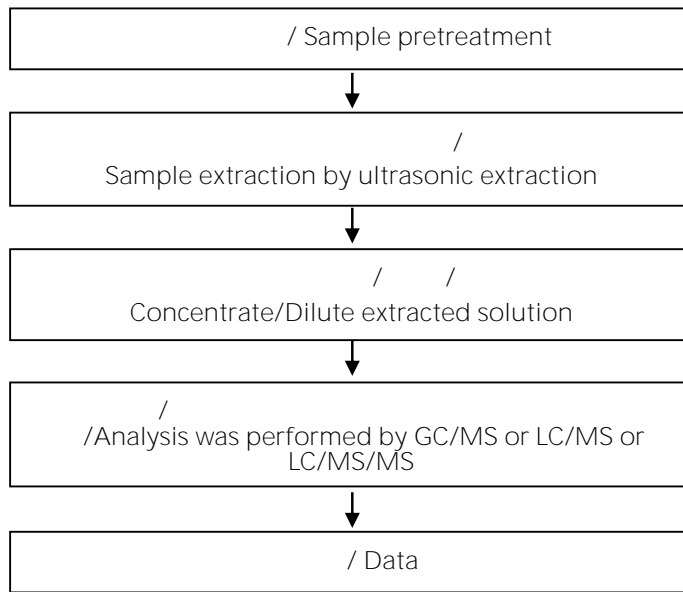 / Sample pretreatment
/
Sample extraction by ultrasonic extraction
/ /
Concentrate/Dilute extracted solution
/
/Analysis was performed by GC/MS or LC/MS or
LC/MS/MS
/ Data